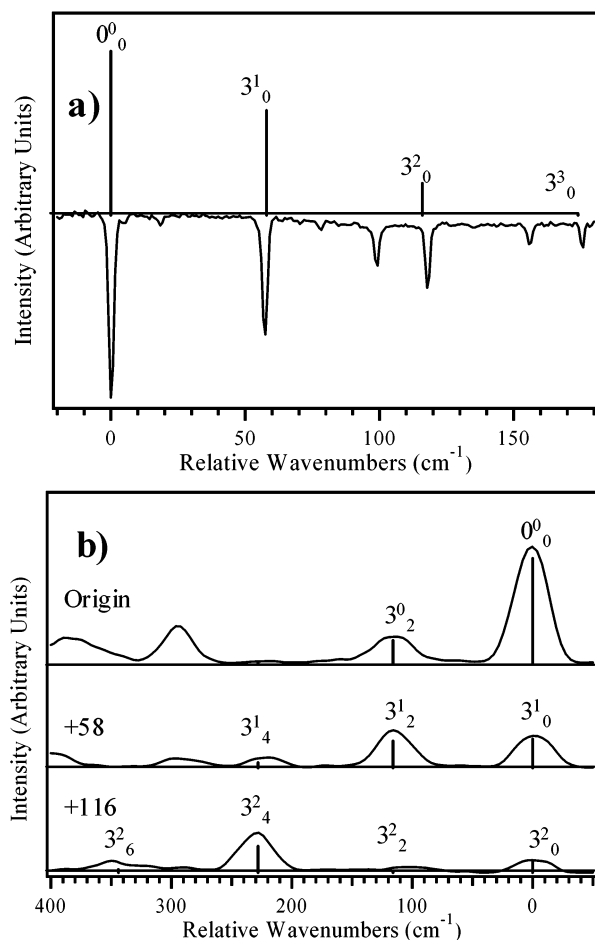 0⁰₀
a)
3¹₀
3²₀
3³₀
Intensity (Arbitrary Units)
0 50 100 150
Relative Wavenumbers (cm⁻¹)
b)
0⁰₀
Origin
3⁰₂
+58
3¹₄ 3¹₂ 3¹₀
+116
3²₆ 3²₄ 3²₂ 3²₀
Intensity (Arbitrary Units)
400 300 200 100 0
Relative Wavenumbers (cm⁻¹)